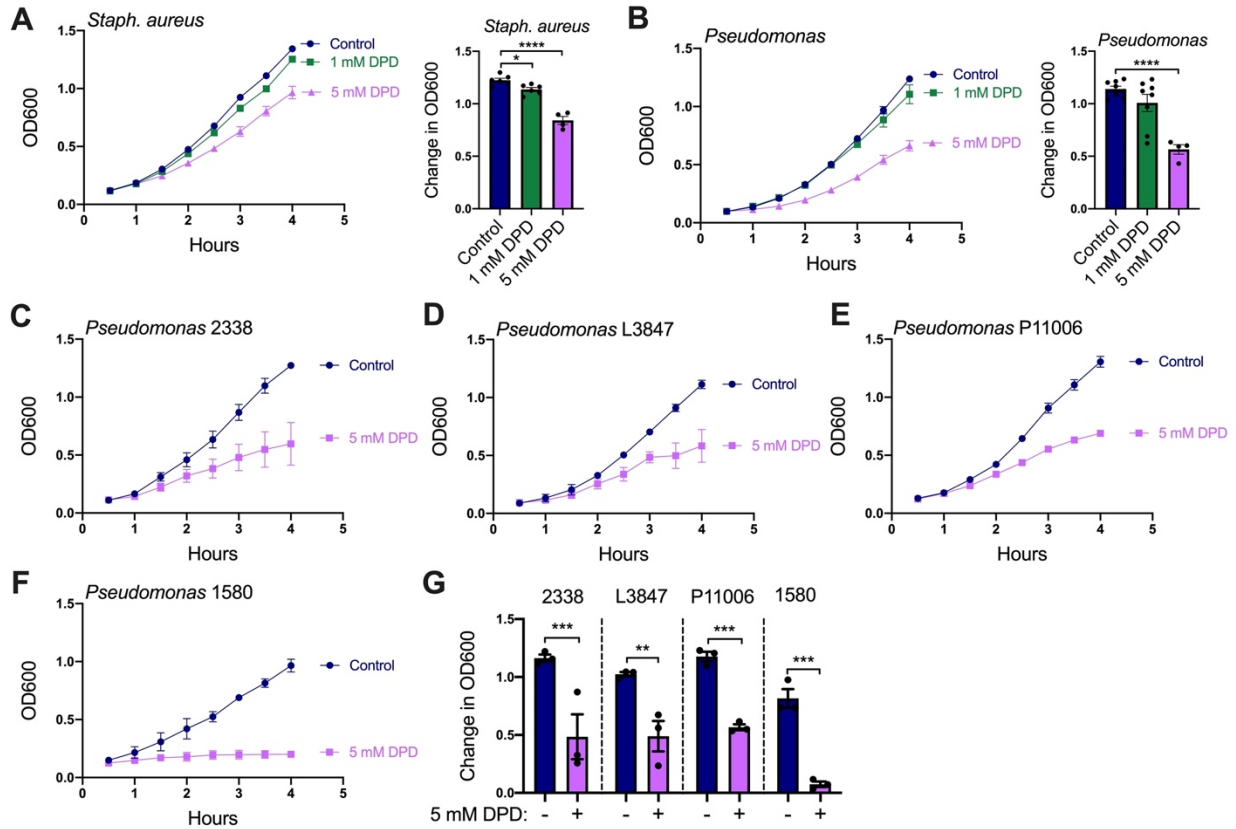 A
Staph. aureus
OD600
1.5
1.0
0.5
0.0
0 1 2 3 4 5
Hours
Control
1 mM DPD
5 mM DPD
Staph. aureus
Change in OD600
1.5
1.0
0.5
0.0
****
*
Control
1 mM DPD
5 mM DPD
B
Pseudomonas
OD600
1.5
1.0
0.5
0.0
0 1 2 3 4 5
Hours
Control
1 mM DPD
5 mM DPD
Pseudomonas
Change in OD600
1.5
1.0
0.5
0.0
****
Control
1 mM DPD
5 mM DPD
C
Pseudomonas 2338
OD600
1.5
1.0
0.5
0.0
0 1 2 3 4 5
Hours
Control
5 mM DPD
D
Pseudomonas L3847
OD600
1.5
1.0
0.5
0.0
0 1 2 3 4 5
Hours
Control
5 mM DPD
E
Pseudomonas P11006
OD600
1.5
1.0
0.5
0.0
0 1 2 3 4 5
Hours
Control
5 mM DPD
F
Pseudomonas 1580
OD600
1.5
1.0
0.5
0.0
0 1 2 3 4 5
Hours
Control
5 mM DPD
G
2338 L3847 P11006 1580
Change in OD600
1.5
1.0
0.5
0.0
*** ** *** ***
5 mM DPD: - + - + - + - +